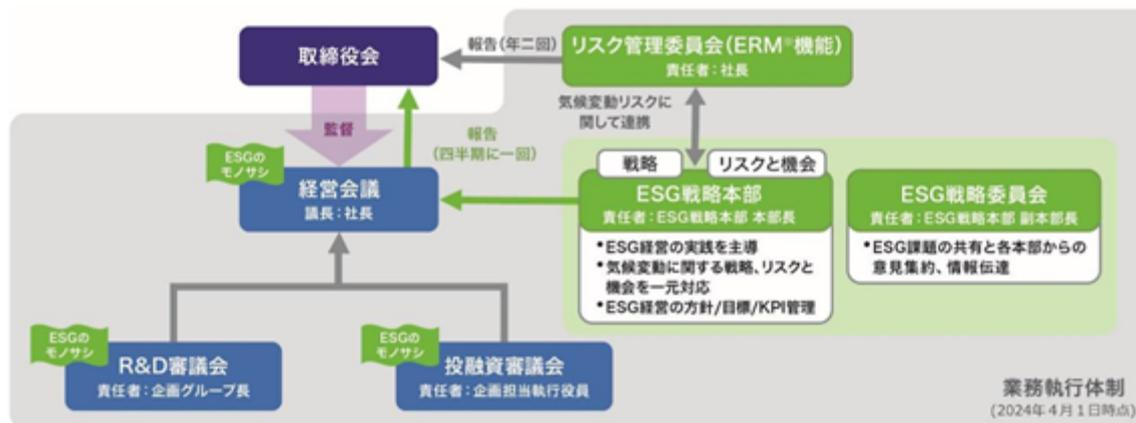 取締役会
報告(年二回)
リスク管理委員会(ERM※機能)
責任者:社長
監督
報告
(四半期に一回)
気候変動リスクに
関して連携
ESGの
モノサシ
経営会議
議長:社長
戦略
リスクと機会
ESG戦略本部
責任者:ESG戦略本部 本部長
•ESG経営の実践を主導
•気候変動に関する戦略、リスクと
機会を一元対応
•ESG経営の方針/目標/KPI管理
ESG戦略委員会
責任者:ESG戦略本部 副本部長
•ESG課題の共有と各本部からの
意見集約、情報伝達
ESGの
モノサシ
R&D審議会
責任者:企画グループ長
ESGの
モノサシ
投融資審議会
責任者:企画担当執行役員
業務執行体制
(2024年4月1日時点)